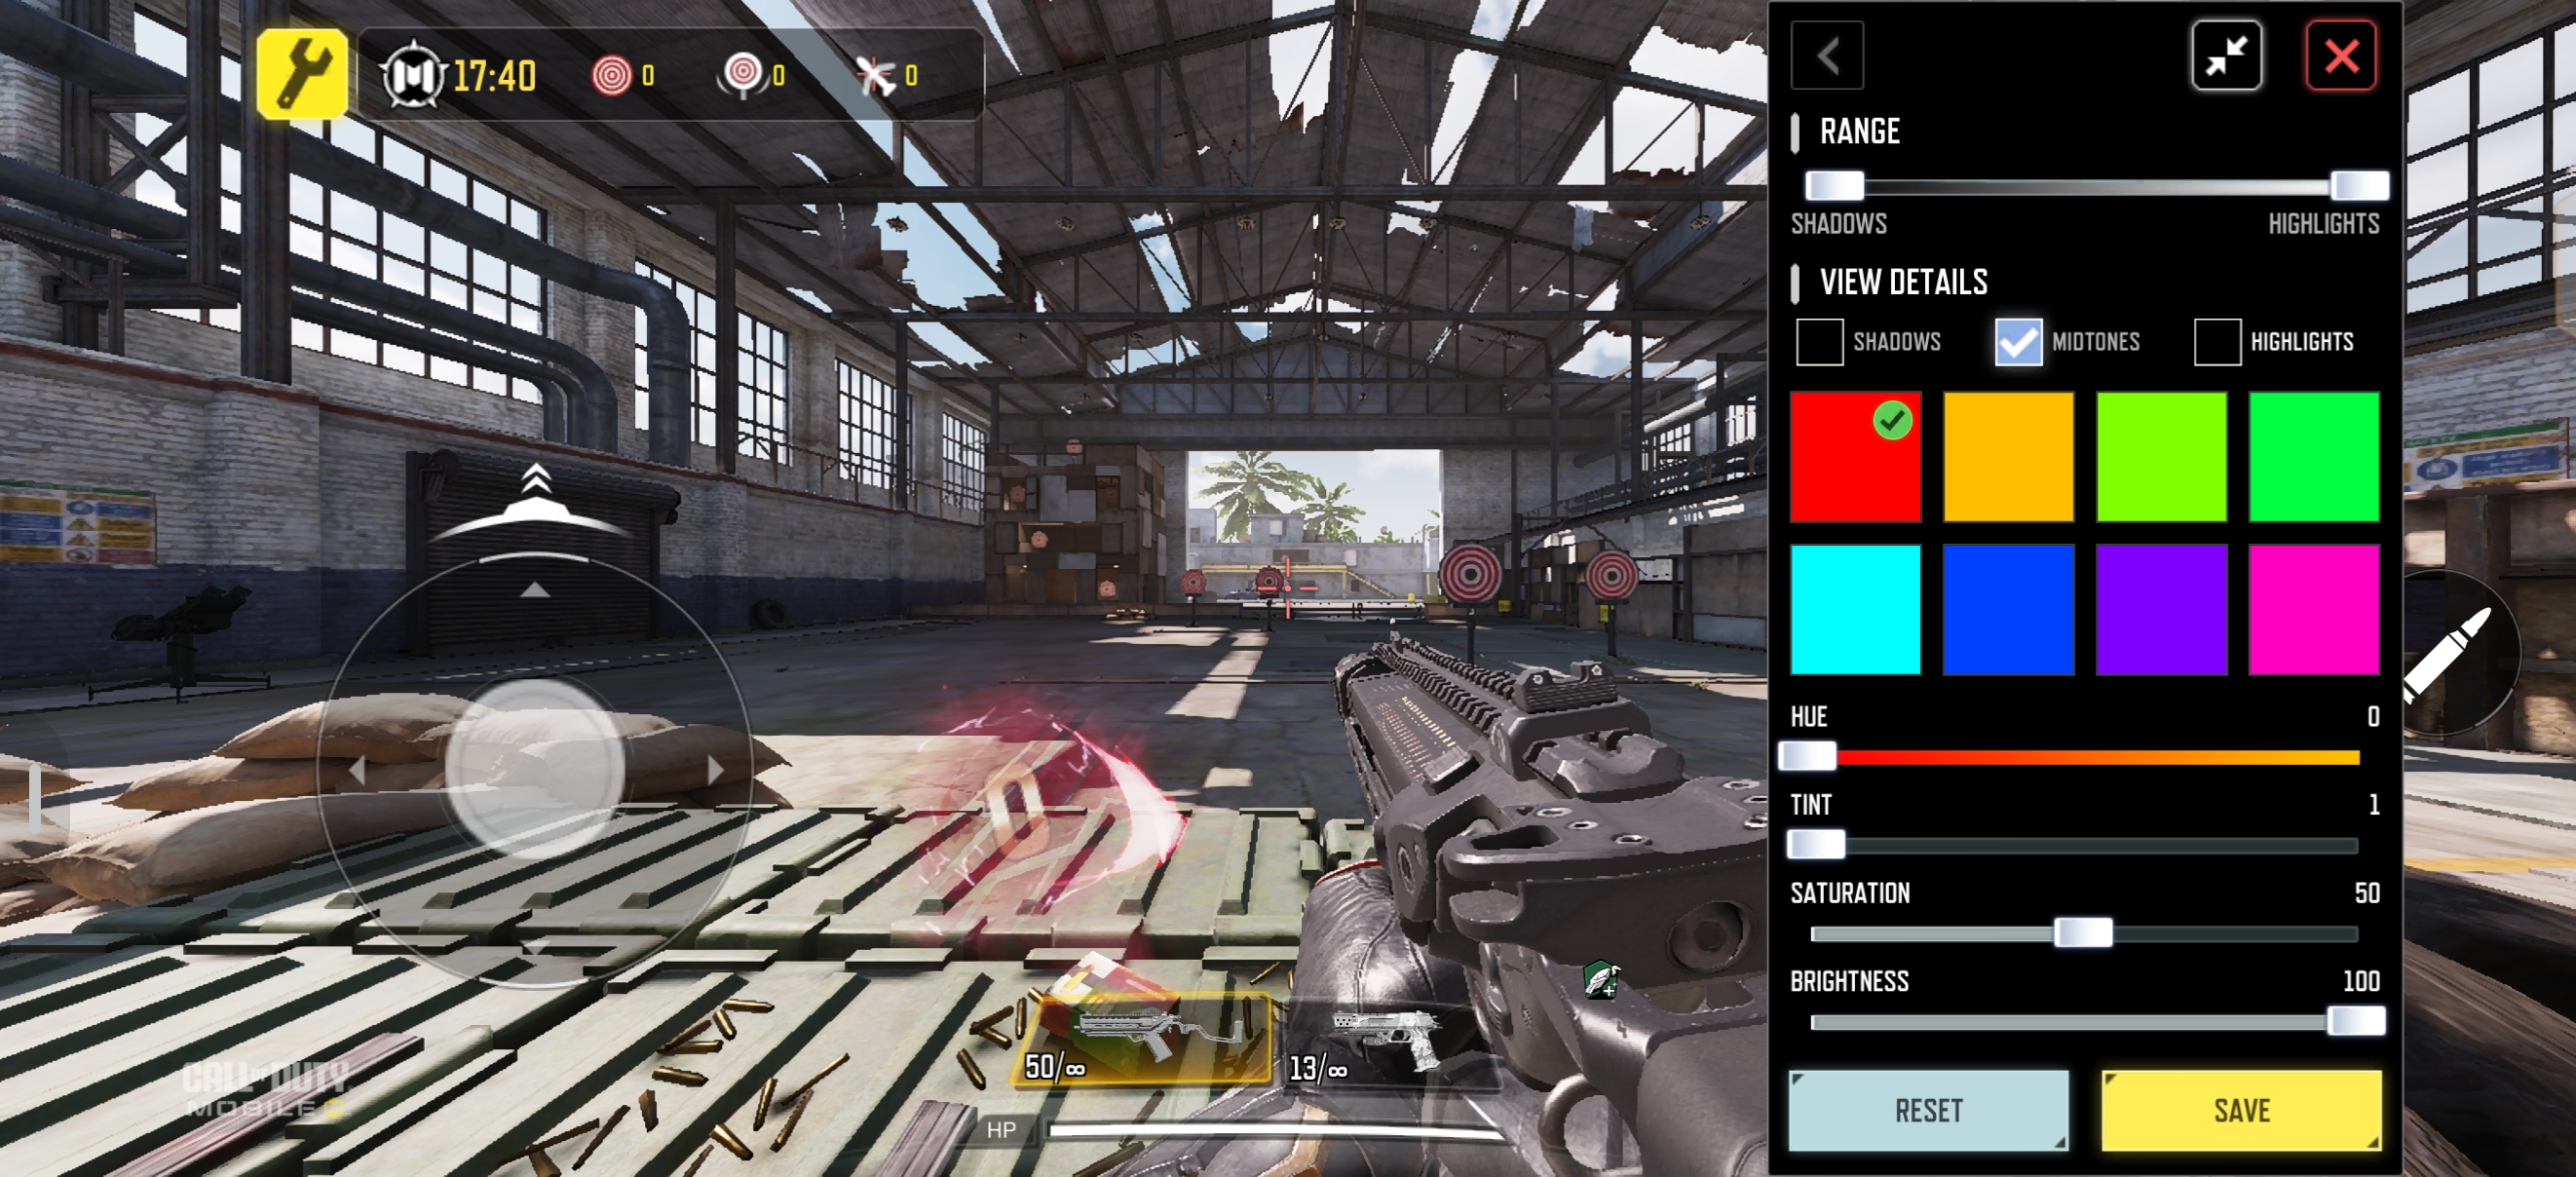 17:40
0
0
0
RANGE
SHADOWS
HIGHLIGHTS
VIEW DETAILS
SHADOWS
MIDTONES
HIGHLIGHTS
HUE
0
TINT
1
SATURATION
50
BRIGHTNESS
100
RESET
SAVE
0
50/∞
13/∞
HP
CALL OF DUTY
MOBILE